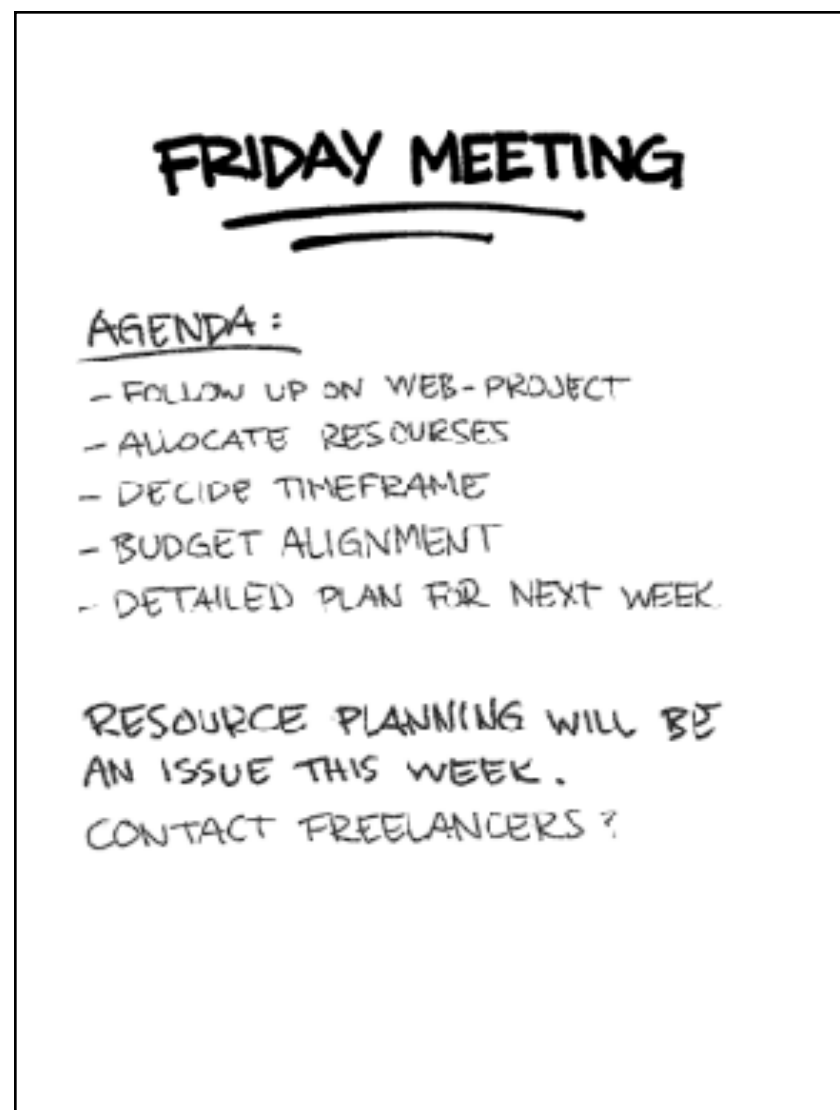 FRIDAY MEETING
AGENDA:
- FOLLOW UP ON WEB-PROJECT
- ALLOCATE RESOURSES
- DECIDE TIMEFRAME
- BUDGET ALIGNMENT
- DETAILED PLAN FOR NEXT WEEK.
RESOURCE PLANNING WILL BE
AN ISSUE THIS WEEK.
CONTACT FREELANCERS?